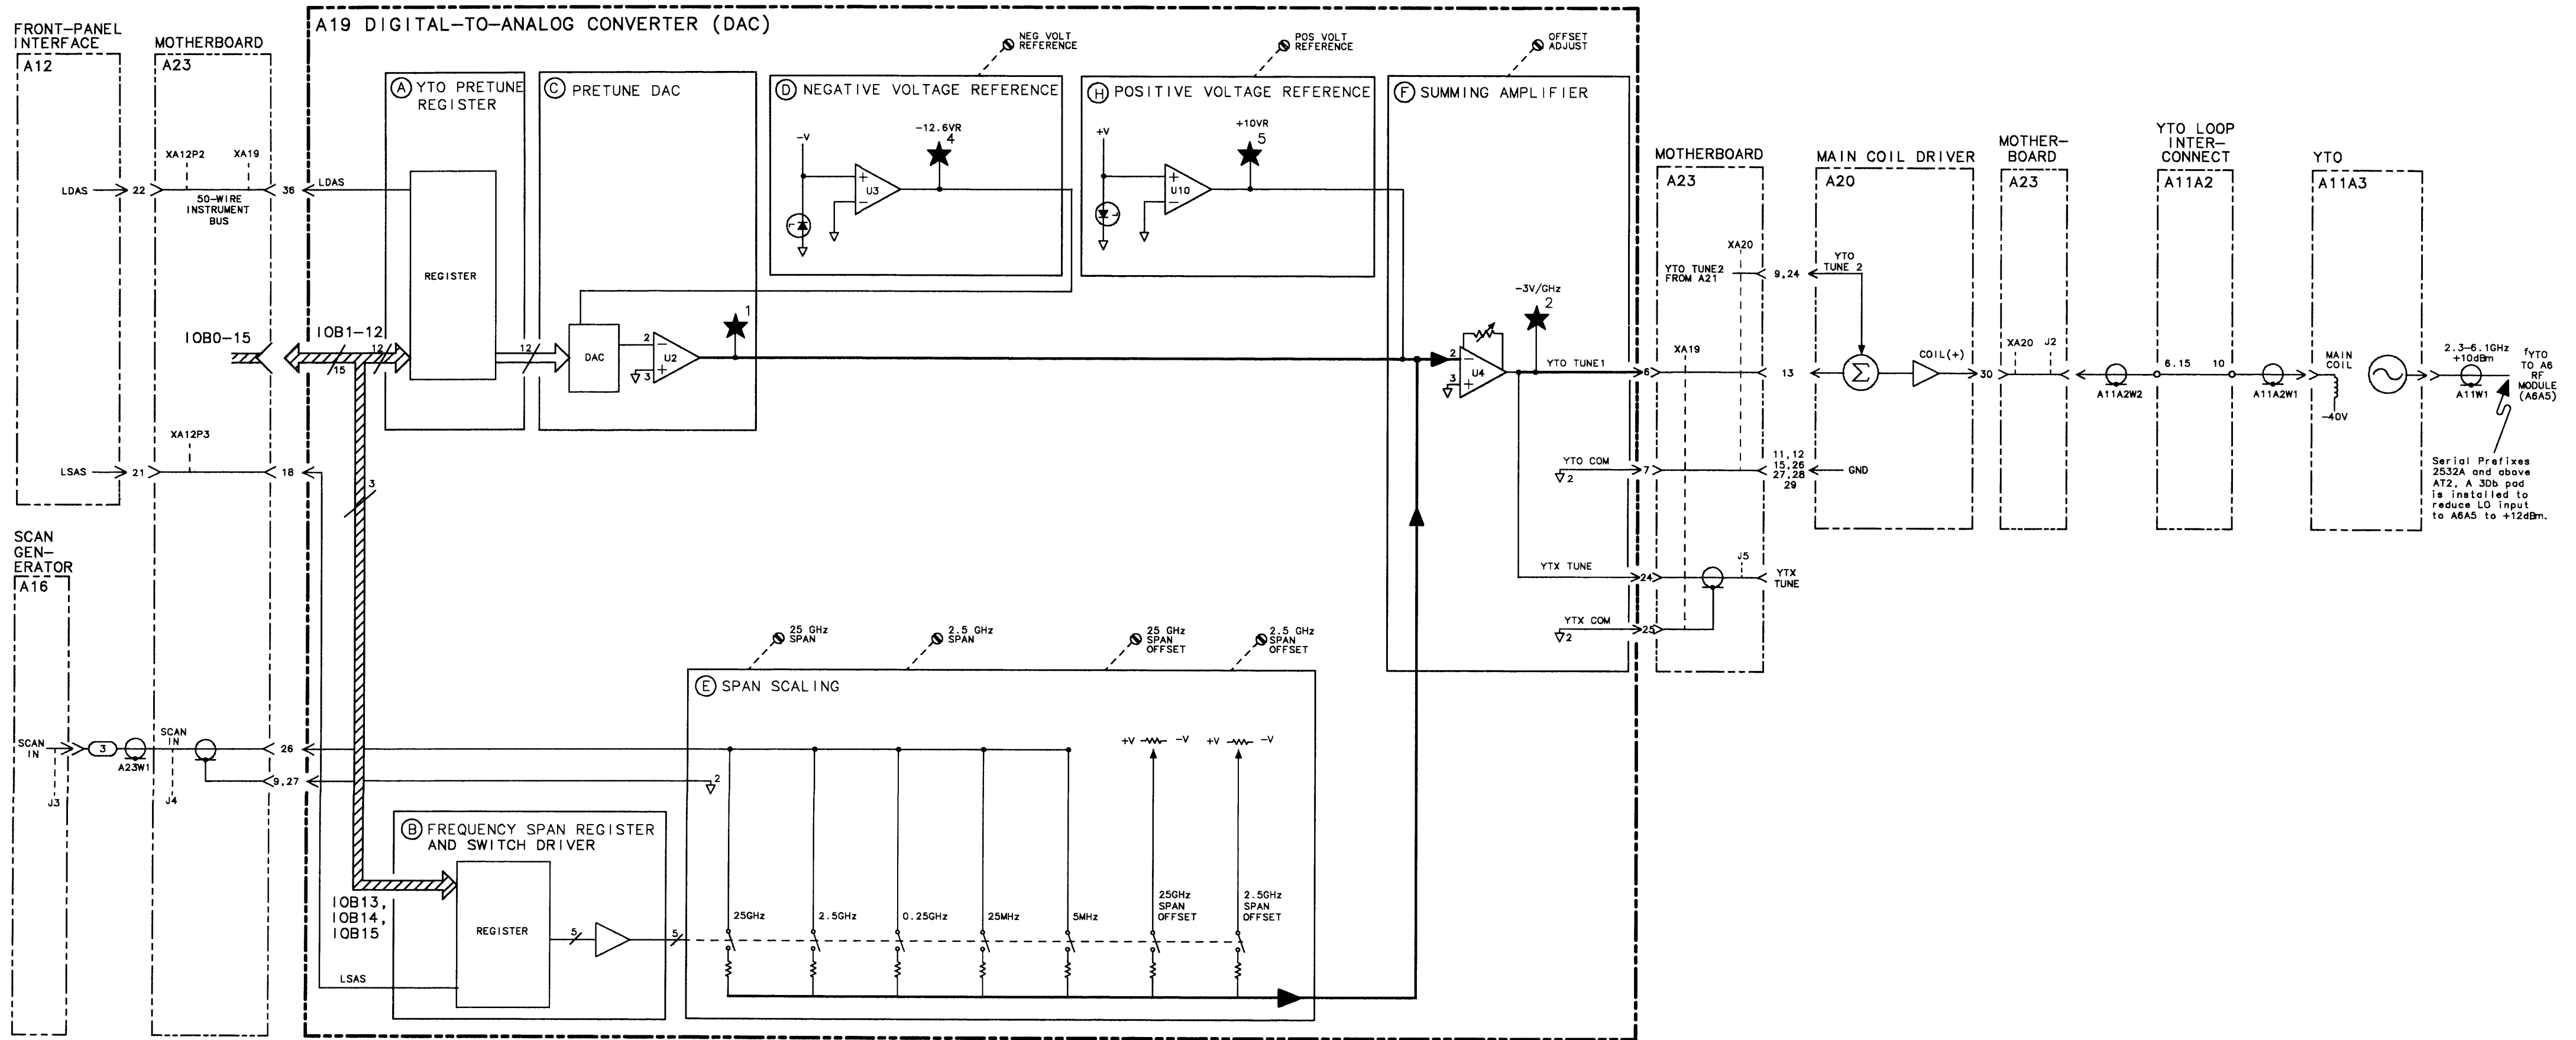 A19 DIGITAL-TO-ANALOG CONVERTER (DAC)
FRONT-PANEL
INTERFACE
A12
MOTHERBOARD
A23
XA12P2
XA19
LDAS
22
36
LDAS
50-WIRE
INSTRUMENT
BUS
IOB0-15
IOB1-12
15
12
XA12P3
LSAS
21
18
3
A YTO PRETUNE
REGISTER
REGISTER
12
C PRETUNE DAC
DAC
2
−
U2
+
3
1
NEG VOLT
REFERENCE
D NEGATIVE VOLTAGE REFERENCE
-V
+
U3
−
-12.6VR
4
POS VOLT
REFERENCE
H POSITIVE VOLTAGE REFERENCE
+V
+
U10
−
+10VR
5
OFFSET
ADJUST
F SUMMING AMPLIFIER
-3V/GHz
2
2
−
U4
3
+
YTO TUNE1
6
YTO COM
2
7
YTX TUNE
24
YTX COM
2
25
MOTHERBOARD
A23
XA20
YTO TUNE2
FROM A21
9,24
XA19
13
11,12
15,26
27,28
29
GND
J5
YTX
TUNE
MAIN COIL DRIVER
A20
YTO
TUNE 2
Σ
COIL(+)
30
MOTHER-
BOARD
A23
XA20
J2
A11A2W2
YTO LOOP
INTER-
CONNECT
A11A2
6.15
10
A11A2W1
YTO
A11A3
MAIN
COIL
-40V
2.3-6.1GHz
+10dBm
A11W1
fYTO
TO A6
RF
MODULE
(A6A5)
Serial Prefixes
2532A and above
AT2, A 3Db pad
is installed to
reduce LO input
to A6A5 to +12dBm.
SCAN
GEN-
ERATOR
A16
SCAN
IN
J3
3
A23W1
SCAN
IN
J4
26
9,27
2
25 GHz
SPAN
2.5 GHz
SPAN
25 GHz
SPAN
OFFSET
2.5 GHz
SPAN
OFFSET
E SPAN SCALING
+V
-V
+V
-V
25GHz
2.5GHz
0.25GHz
25MHz
5MHz
25GHz
SPAN
OFFSET
2.5GHz
SPAN
OFFSET
B FREQUENCY SPAN REGISTER
AND SWITCH DRIVER
IOB13,
IOB14,
IOB15
REGISTER
5
5
LSAS